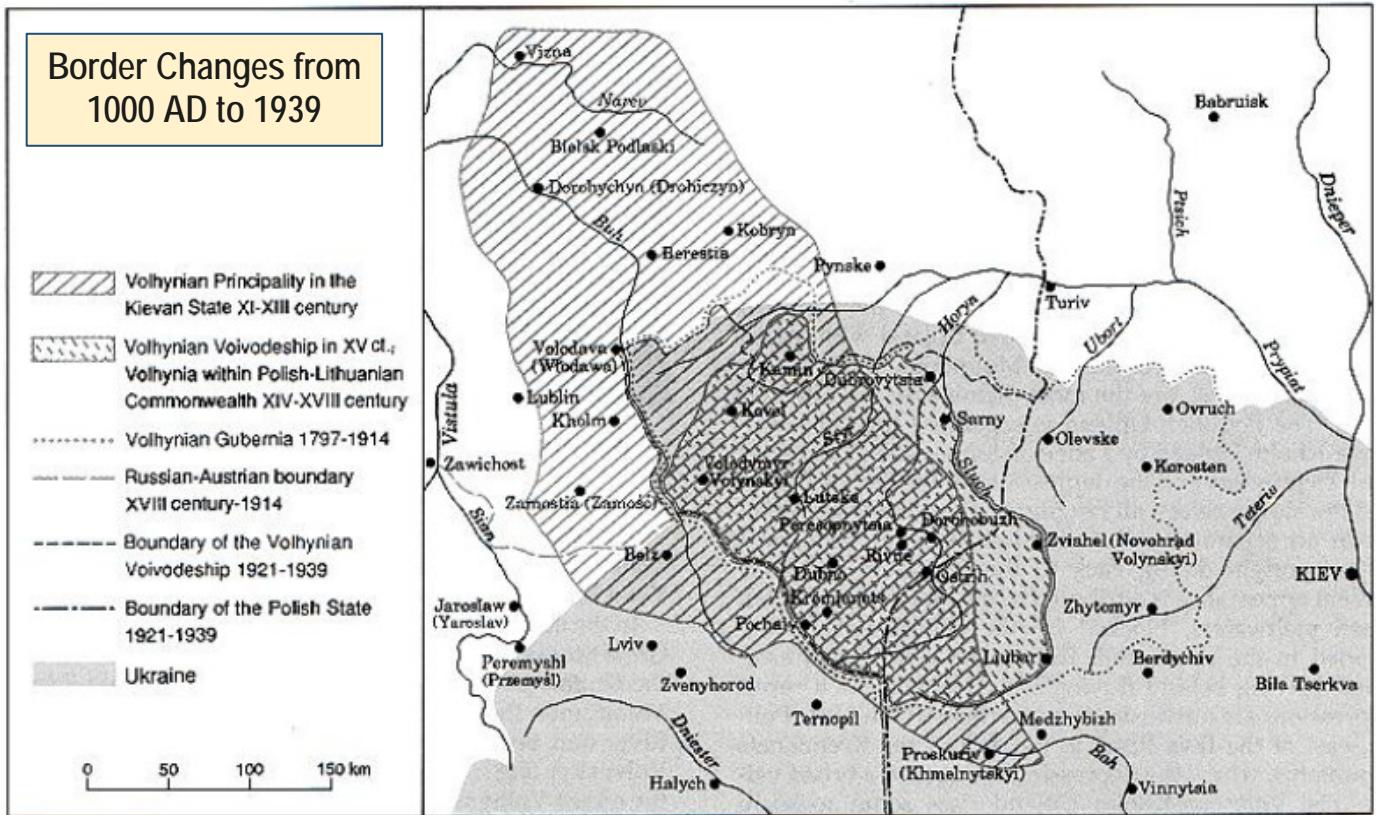 Border Changes from
1000 AD to 1939
Volhynian Principality in the
Kievan State XI-XIII century
Volhynian Voivodeship in XV ct.,
Volhynia within Polish-Lithuanian
Commonwealth XIV-XVIII century
Volhynian Gubernia 1797-1914
Russian-Austrian boundary
XVIII century-1914
Boundary of the Volhynian
Voivodeship 1921-1939
Boundary of the Polish State
1921-1939
Ukraine
0 50 100 150 km
Vizna
Narev
Bielsk Podlaski
Babruisk
Dorohychyn (Drohiczyn)
Buh
Kobryn
Berestia
Pynske
Ptsich
Dnieper
Turiv
Horyn
Ubort
Prypiat
Volodava
(Włodawa)
Kamin
Dubrovytsia
Lublin
Kholm
Kovel
Sarny
Ovruch
Olevske
Vistula
Zawichost
Volodymyr
Volynskyi
Sluch
Korosten
Zamostia (Zamość)
Lutske
Teteriv
Sian
Peresopnytsia
Dorohobuzh
Belz
Rivne
Zviahel (Novohrad
Volynskyi)
Dubno
Ostrih
KIEV
Jaroslaw
(Yaroslav)
Kremianets
Zhytomyr
Pochaiv
Peremyshl
(Przemyśl)
Lviv
Liubar
Berdychiv
Bila Tserkva
Zvenyhorod
Ternopil
Medzhybizh
Dniester
Proskuriw
(Khmelnytskyi)
Boh
Halych
Vinnytsia